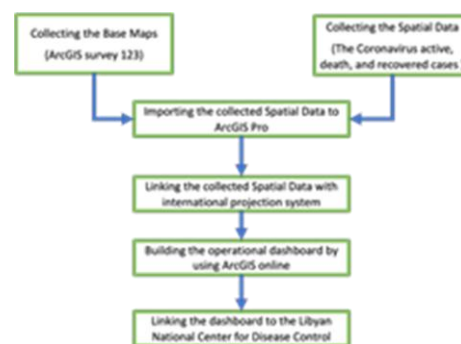 Collecting the Base Maps
(ArcGIS survey 123)
Collecting the Spatial Data
(The Coronavirus active,
death, and recovered cases
Importing the collected Spatial Data to
ArcGIS Pro
Linking the collected Spatial Data with
international projection system
Building the operational dashboard by
using ArcGIS online
Linking the dashboard to the Libyan
National Center for Disease Control